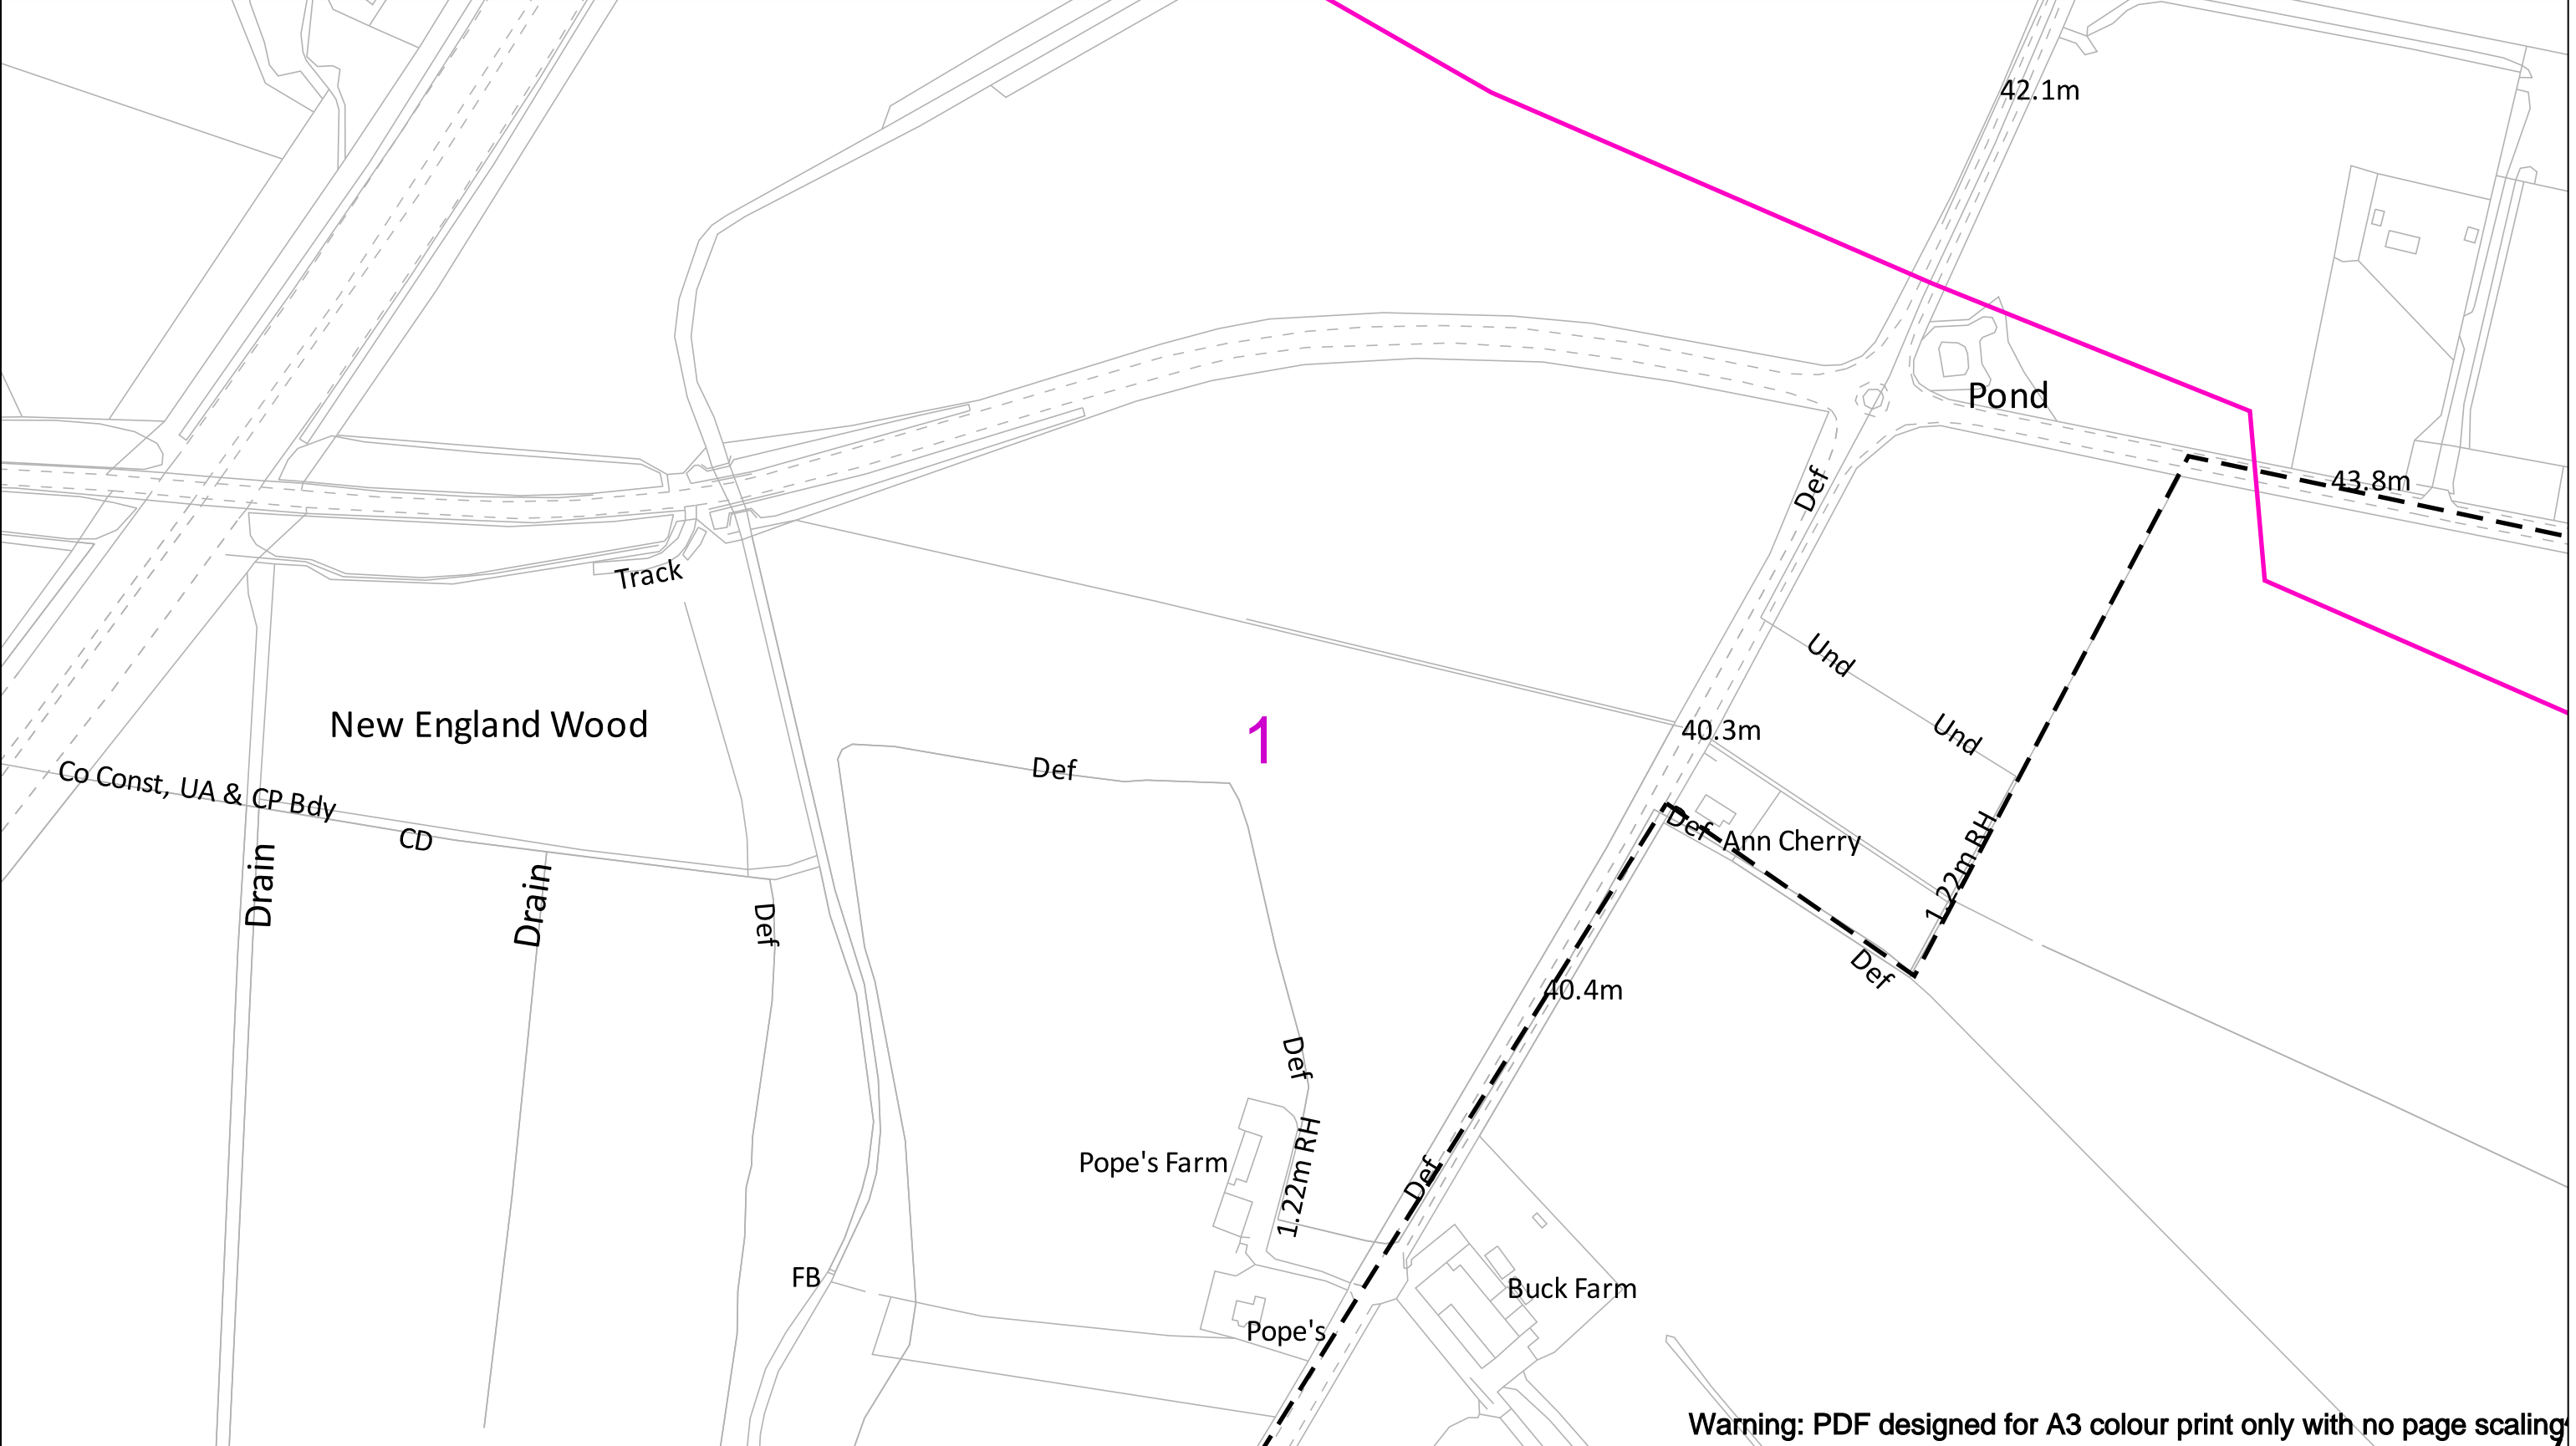 42.1m
Pond
43.8m
Def
Track
Und
New England Wood
1
Und
40.3m
Def
Co Const, UA & CP Bdy
CD
Def
Ann Cherry
1.22m RH
Drain
Drain
Def
Def
40.4m
Def
Pope's Farm
1.22m RH
Def
FB
Buck Farm
Pope's
Warning: PDF designed for A3 colour print only with no page scaling